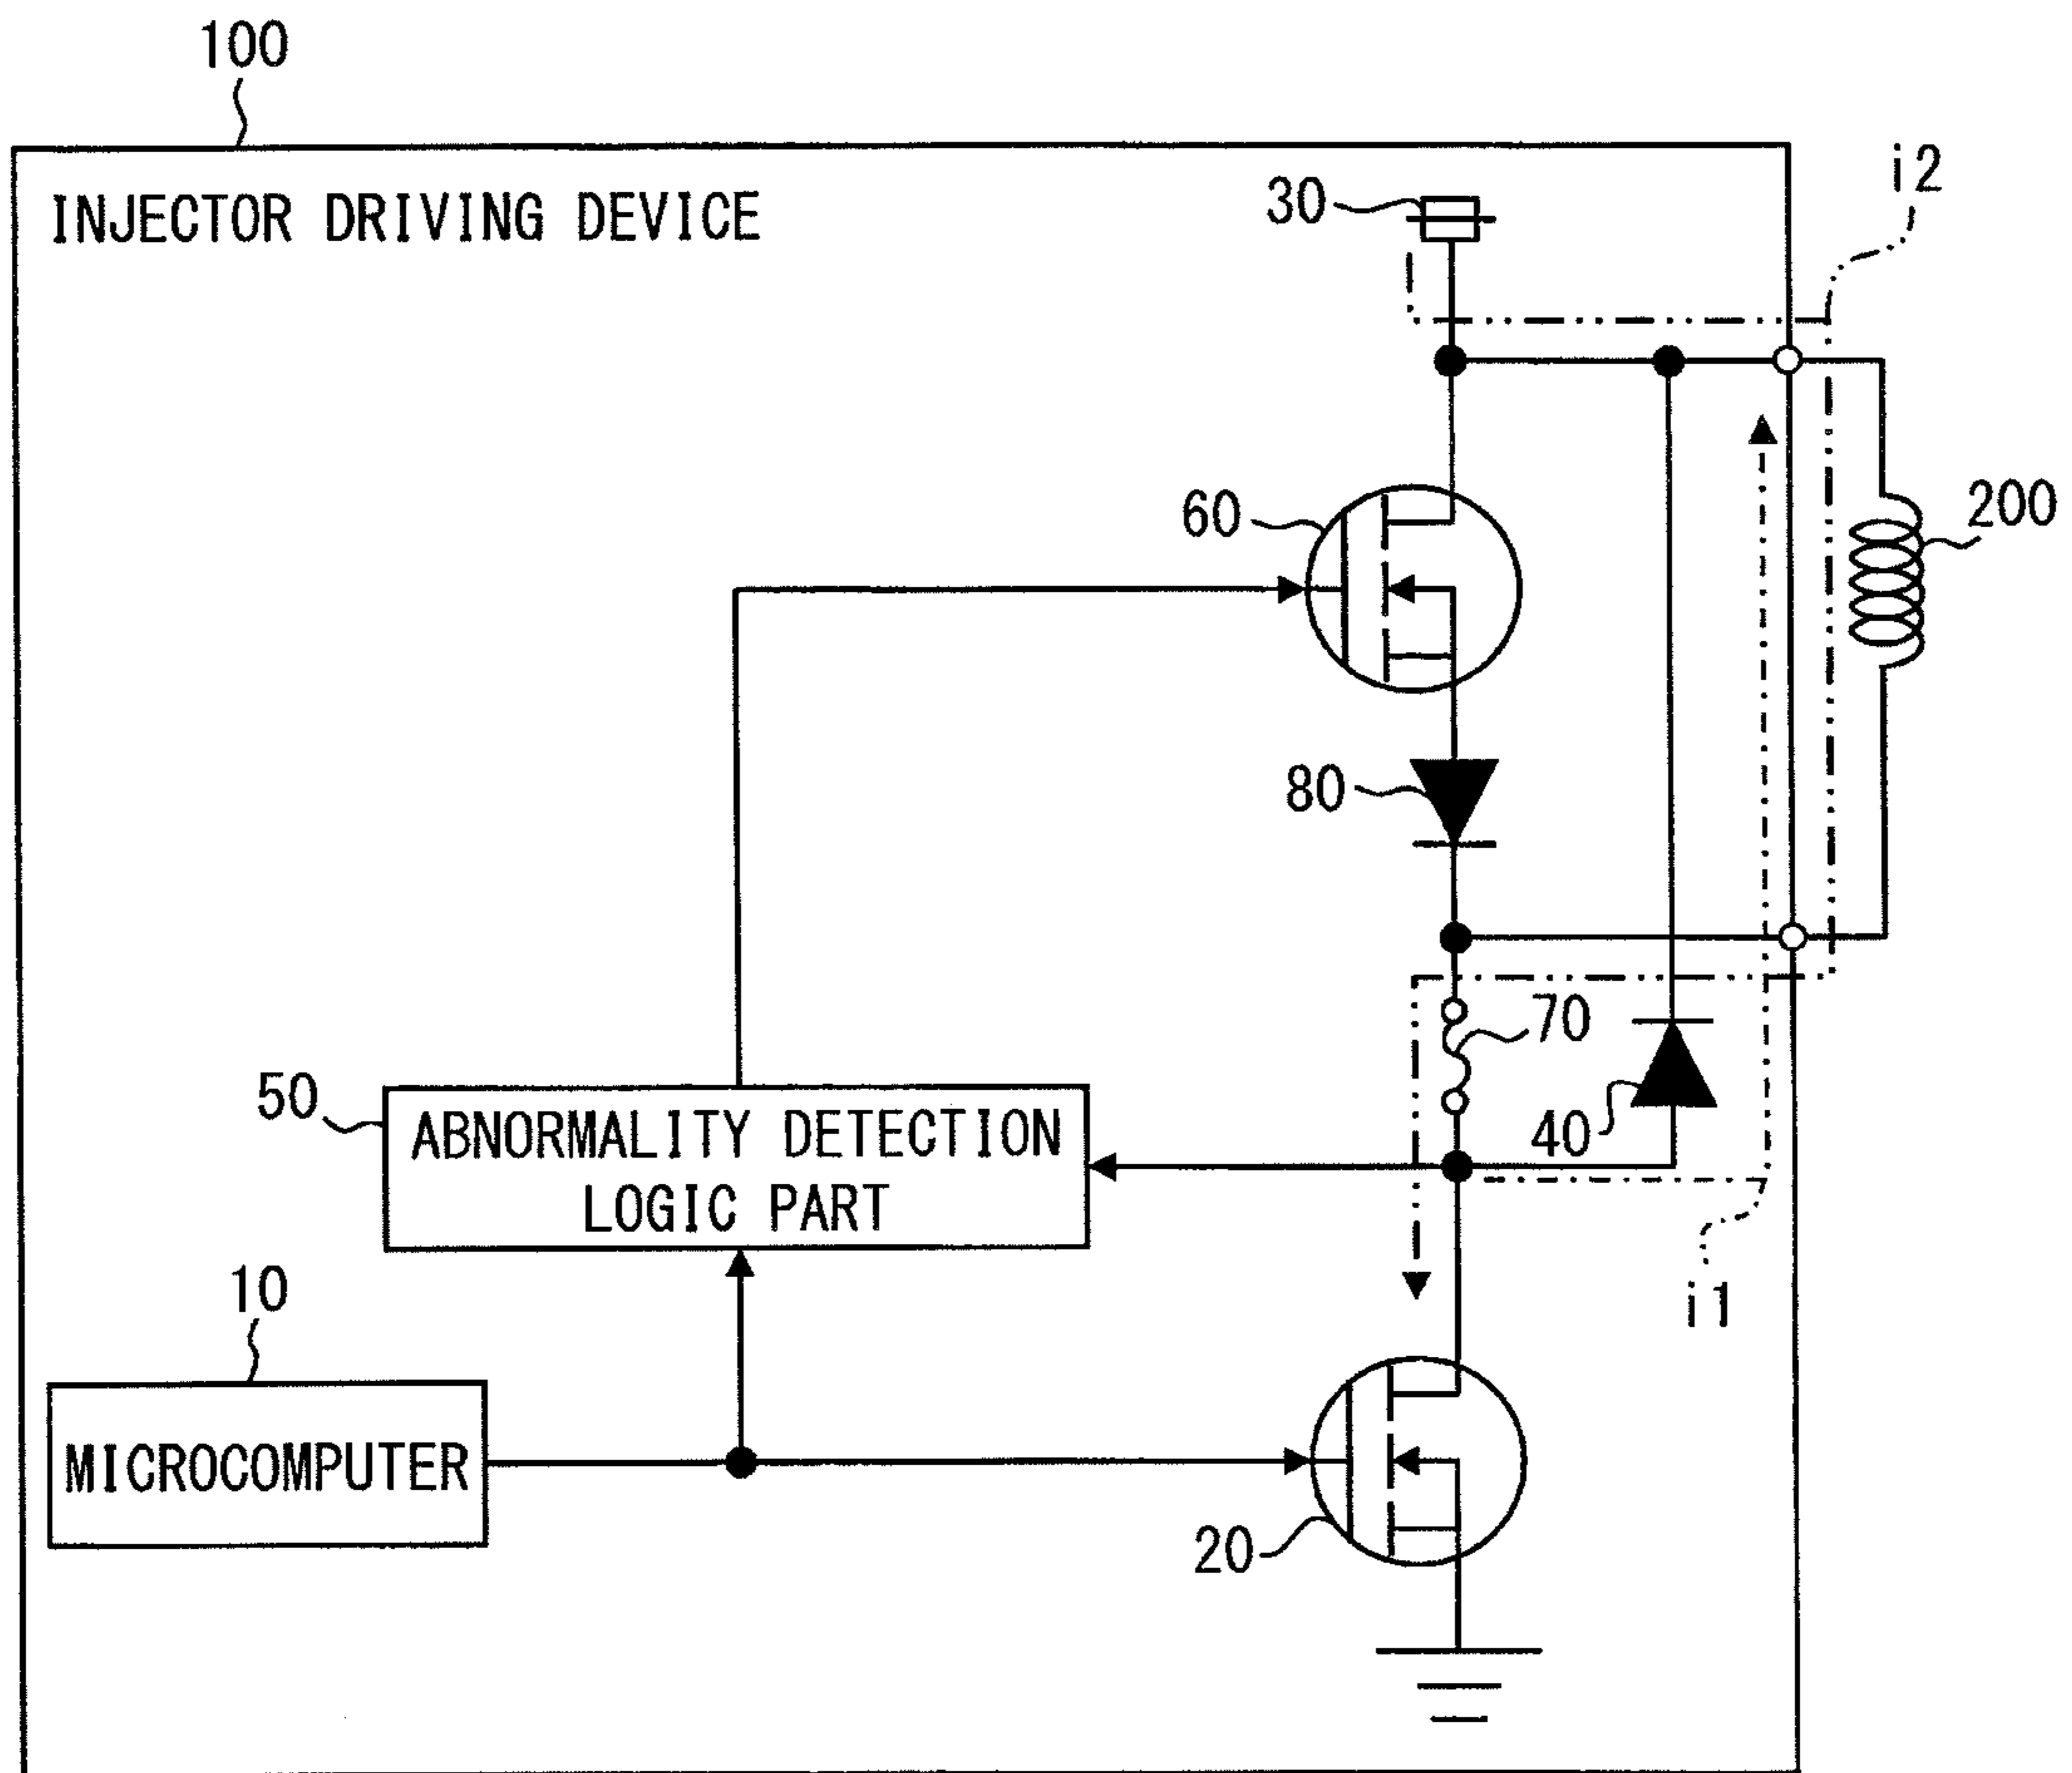 100
INJECTOR DRIVING DEVICE
30
i2
60
200
80
70
50
ABNORMALITY DETECTION
LOGIC PART
40
10
i1
MICROCOMPUTER
20